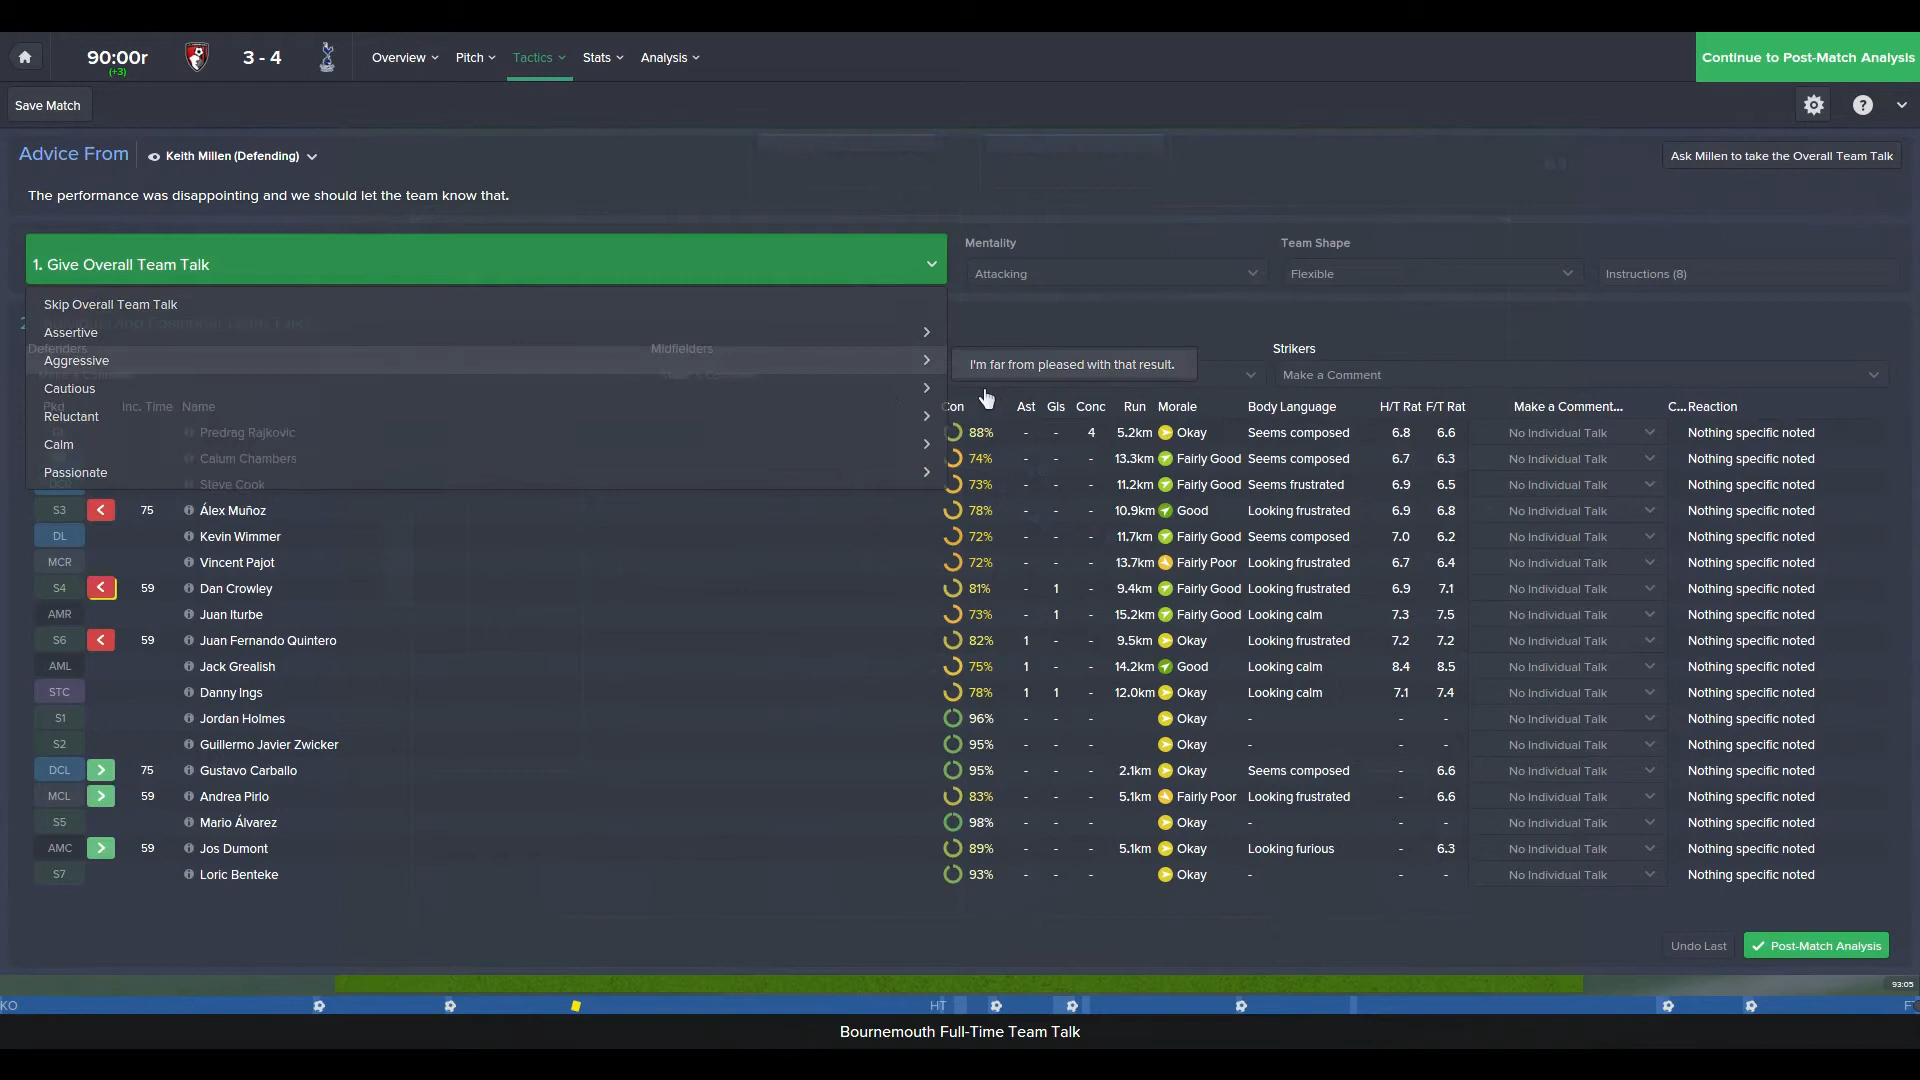 90:00r 3 - 4 Overview Pitch Tactics Stats Analysis Continue to Post-Match Analysis
(+3)
Save Match ?
Advice From Keith Millen (Defending) Ask Millen to take the Overall Team Talk
The performance was disappointing and we should let the team know that.
Mentality Team Shape
1. Give Overall Team Talk Attacking Flexible Instructions (8)
Skip Overall Team Talk
Assertive
Defenders Midfielders Strikers
Aggressive I'm far from pleased with that result.
Make a Comment
Cautious
Pkd Inc. Time Name Con Ast Gls Conc Run Morale Body Language H/T Rat F/T Rat Make a Comment... C... Reaction
Reluctant
Predrag Rajkovic 88% - - 4 5.2km Okay Seems composed 6.8 6.6 No Individual Talk Nothing specific noted
Calm
Calum Chambers 74% - - - 13.3km Fairly Good Seems composed 6.7 6.3 No Individual Talk Nothing specific noted
Passionate
Steve Cook 73% - - - 11.2km Fairly Good Seems frustrated 6.9 6.5 No Individual Talk Nothing specific noted
S3 75 Álex Muñoz 78% - - - 10.9km Good Looking frustrated 6.9 6.8 No Individual Talk Nothing specific noted
DL Kevin Wimmer 72% - - - 11.7km Fairly Good Seems composed 7.0 6.2 No Individual Talk Nothing specific noted
MCR Vincent Pajot 72% - - - 13.7km Fairly Poor Looking frustrated 6.7 6.4 No Individual Talk Nothing specific noted
S4 59 Dan Crowley 81% - 1 - 9.4km Fairly Good Looking frustrated 6.9 7.1 No Individual Talk Nothing specific noted
AMR Juan Iturbe 73% - 1 - 15.2km Fairly Good Looking calm 7.3 7.5 No Individual Talk Nothing specific noted
S6 59 Juan Fernando Quintero 82% 1 - - 9.5km Okay Looking frustrated 7.2 7.2 No Individual Talk Nothing specific noted
AML Jack Grealish 75% 1 - - 14.2km Good Looking calm 8.4 8.5 No Individual Talk Nothing specific noted
STC Danny Ings 78% 1 1 - 12.0km Okay Looking calm 7.1 7.4 No Individual Talk Nothing specific noted
S1 Jordan Holmes 96% - - - Okay - - - No Individual Talk Nothing specific noted
S2 Guillermo Javier Zwicker 95% - - - Okay - - - No Individual Talk Nothing specific noted
DCL 75 Gustavo Carballo 95% - - - 2.1km Okay Seems composed - 6.6 No Individual Talk Nothing specific noted
MCL 59 Andrea Pirlo 83% - - - 5.1km Fairly Poor Looking frustrated - 6.6 No Individual Talk Nothing specific noted
S5 Mario Álvarez 98% - - - Okay - - - No Individual Talk Nothing specific noted
AMC 59 Jos Dumont 89% - - - 5.1km Okay Looking furious - 6.3 No Individual Talk Nothing specific noted
S7 Loric Benteke 93% - - - Okay - - - No Individual Talk Nothing specific noted
Undo Last Post-Match Analysis
93:05
KO HT
Bournemouth Full-Time Team Talk